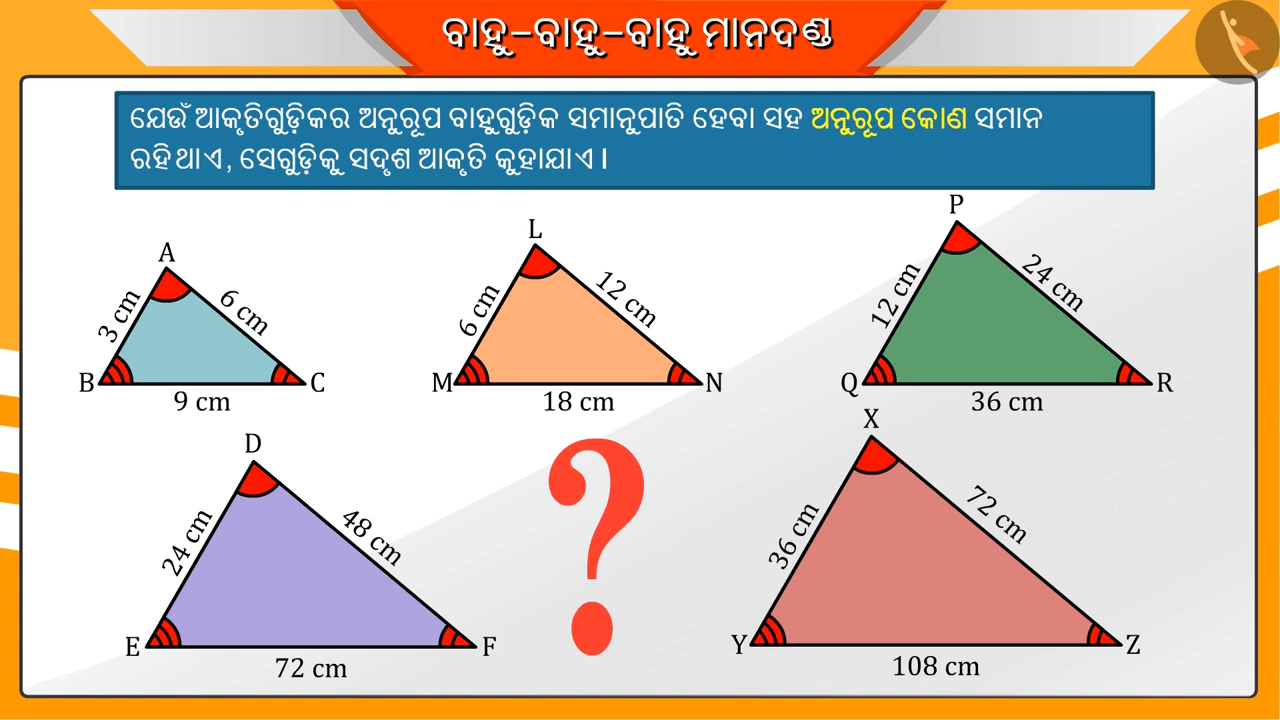 ବାହୁ–ବାହୁ–ବାହୁ ମାନଦଣ୍ଡ
ଯେଉଁ ଆକୃତିଗୁଡ଼ିକର ଅନୁରୂପ ବାହୁଗୁଡ଼ିକ ସମାନୁପାତି ହେବା ସହ ଅନୁରୂପ କୋଣ ସମାନ
ରହିଥାଏ, ସେଗୁଡ଼ିକୁ ସଦୃଶ ଆକୃତି କୁହାଯାଏ ।
A
3 cm
6 cm
B
C
9 cm
L
6 cm
12 cm
M
N
18 cm
P
12 cm
24 cm
Q
R
36 cm
D
24 cm
48 cm
E
F
72 cm
?
X
36 cm
72 cm
Y
Z
108 cm